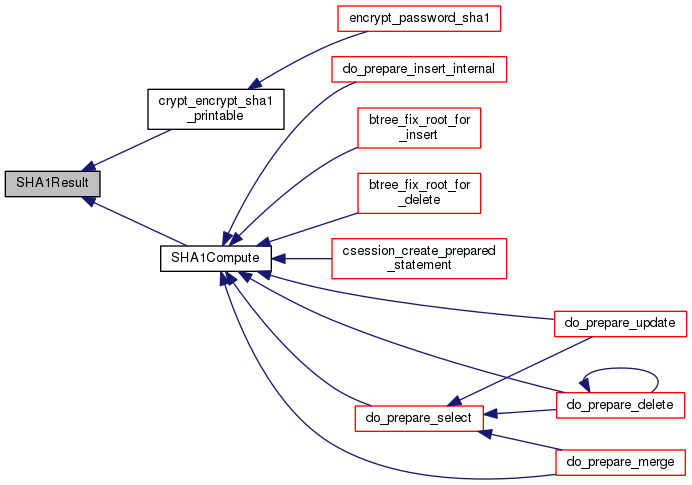 encrypt_password_sha1
do_prepare_insert_internal
crypt_encrypt_sha1
_printable
btree_fix_root_for
_insert
SHA1Result
btree_fix_root_for
_delete
SHA1Compute
csession_create_prepared
_statement
do_prepare_update
do_prepare_select
do_prepare_delete
do_prepare_merge